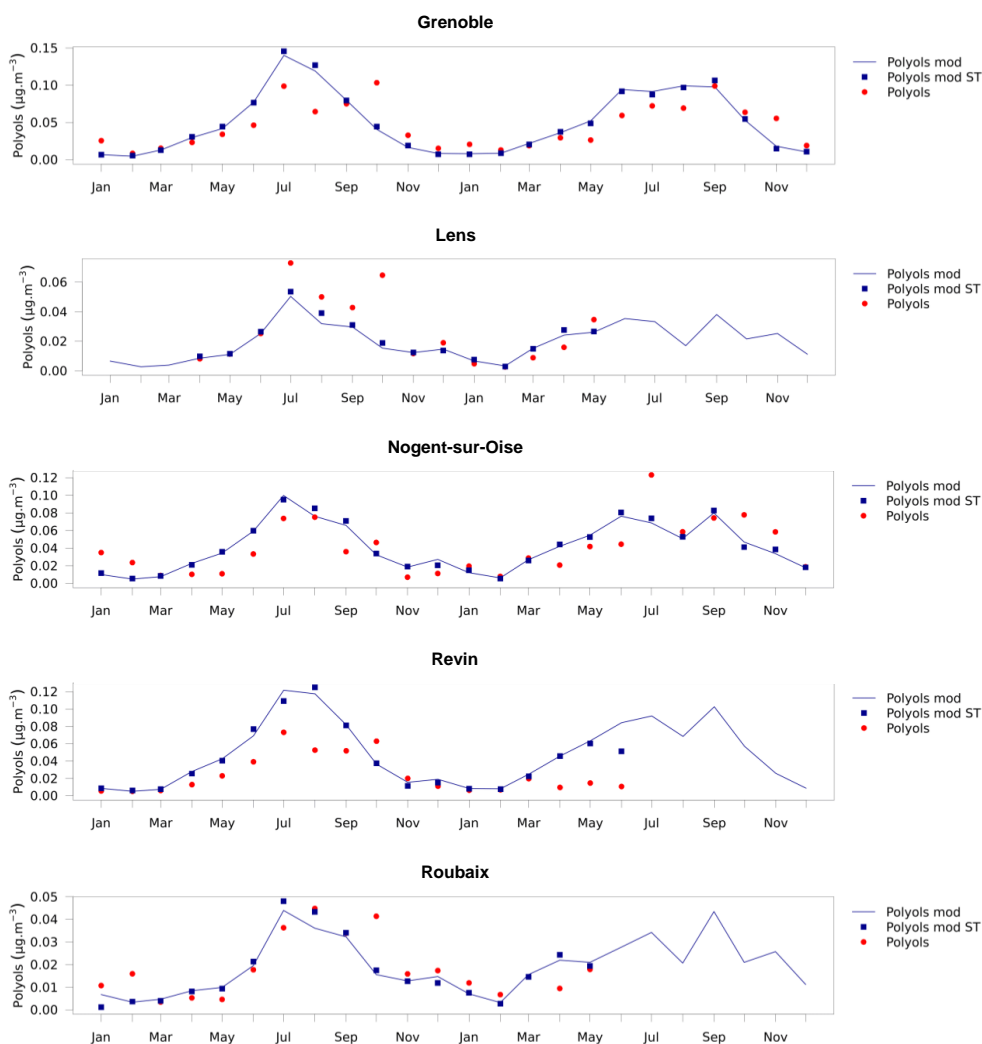 Grenoble
Polyols (µg.m⁻³)
0.15
0.10
0.05
0.00
Jan Mar May Jul Sep Nov Jan Mar May Jul Sep Nov
Polyols mod
Polyols mod ST
Polyols
Lens
Polyols (µg.m⁻³)
0.06
0.04
0.02
0.00
Jan Mar May Jul Sep Nov Jan Mar May Jul Sep Nov
Polyols mod
Polyols mod ST
Polyols
Nogent-sur-Oise
Polyols (µg.m⁻³)
0.12
0.10
0.08
0.06
0.04
0.02
0.00
Jan Mar May Jul Sep Nov Jan Mar May Jul Sep Nov
Polyols mod
Polyols mod ST
Polyols
Revin
Polyols (µg.m⁻³)
0.12
0.10
0.08
0.06
0.04
0.02
0.00
Jan Mar May Jul Sep Nov Jan Mar May Jul Sep Nov
Polyols mod
Polyols mod ST
Polyols
Roubaix
Polyols (µg.m⁻³)
0.05
0.04
0.03
0.02
0.01
0.00
Jan Mar May Jul Sep Nov Jan Mar May Jul Sep Nov
Polyols mod
Polyols mod ST
Polyols